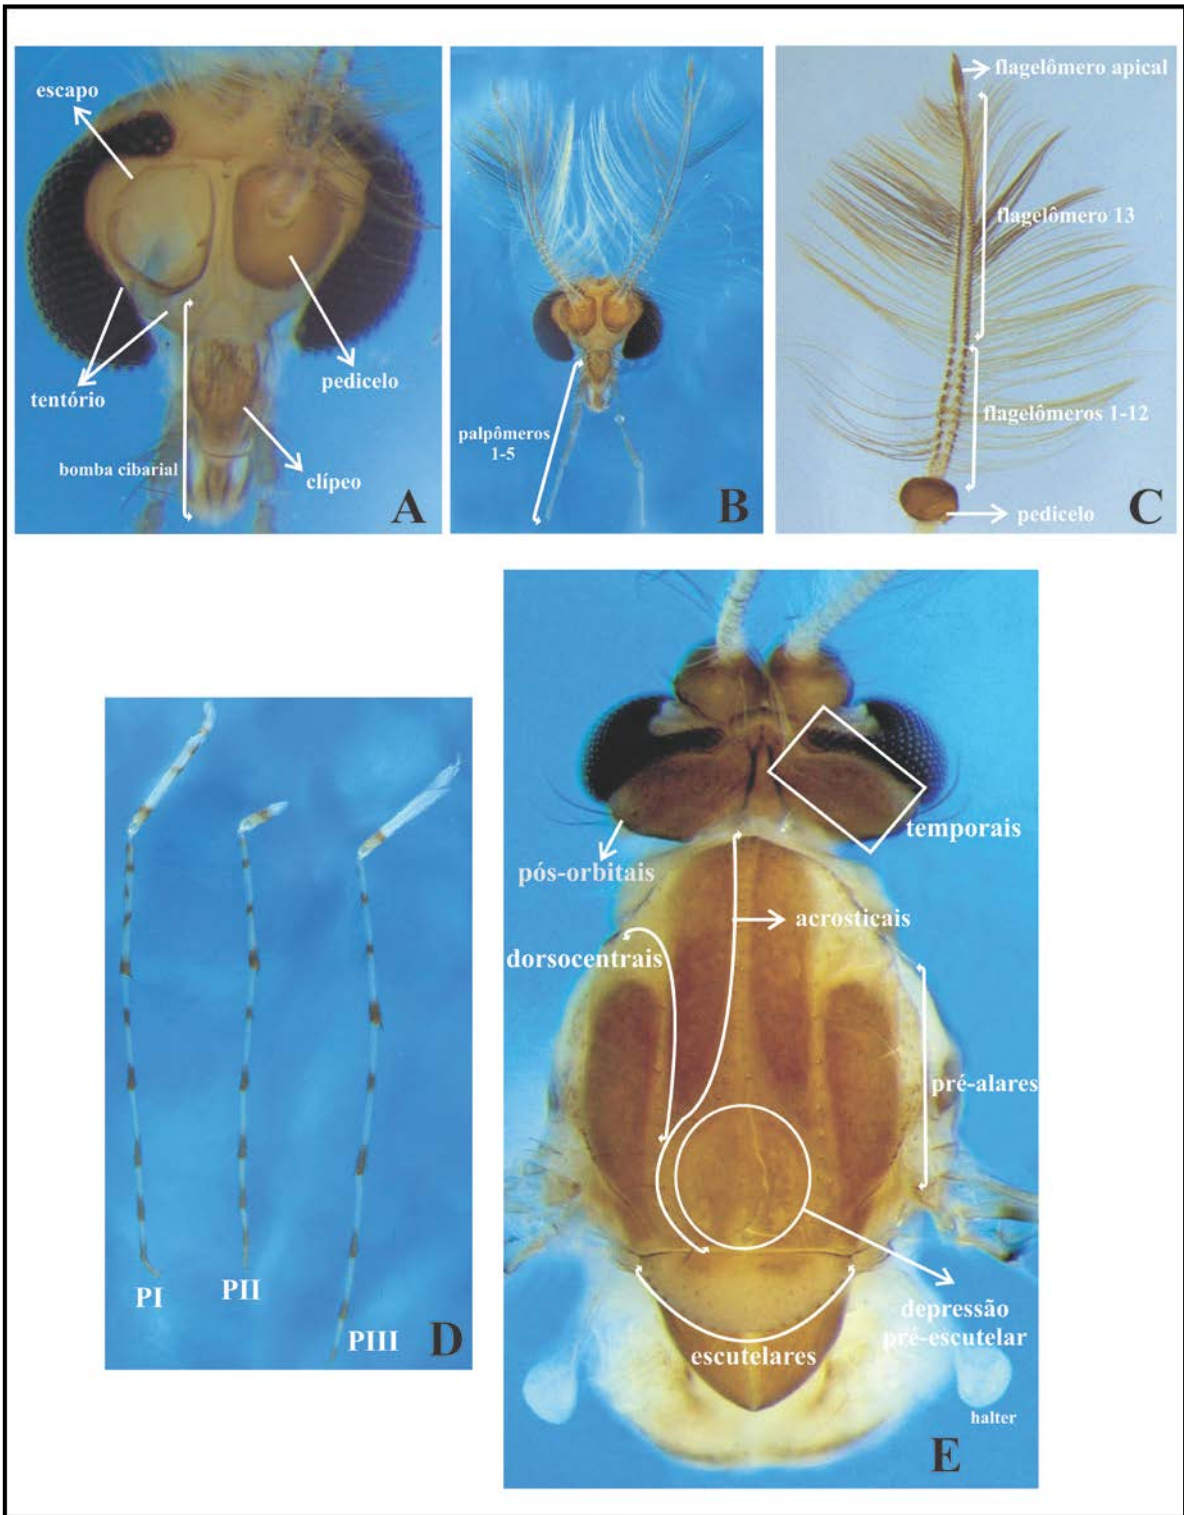 escapo
tentório
bomba cibarial
pedicelo
clípeo
A
palpômeros
1-5
B
flagelômero apical
flagelômero 13
flagelômeros 1-12
pedicelo
C
PI
PII
PIII
D
temporais
pós-orbitais
acrosticais
dorsocentrais
pré-alares
depressão
pré-escutelar
escutelares
halter
E